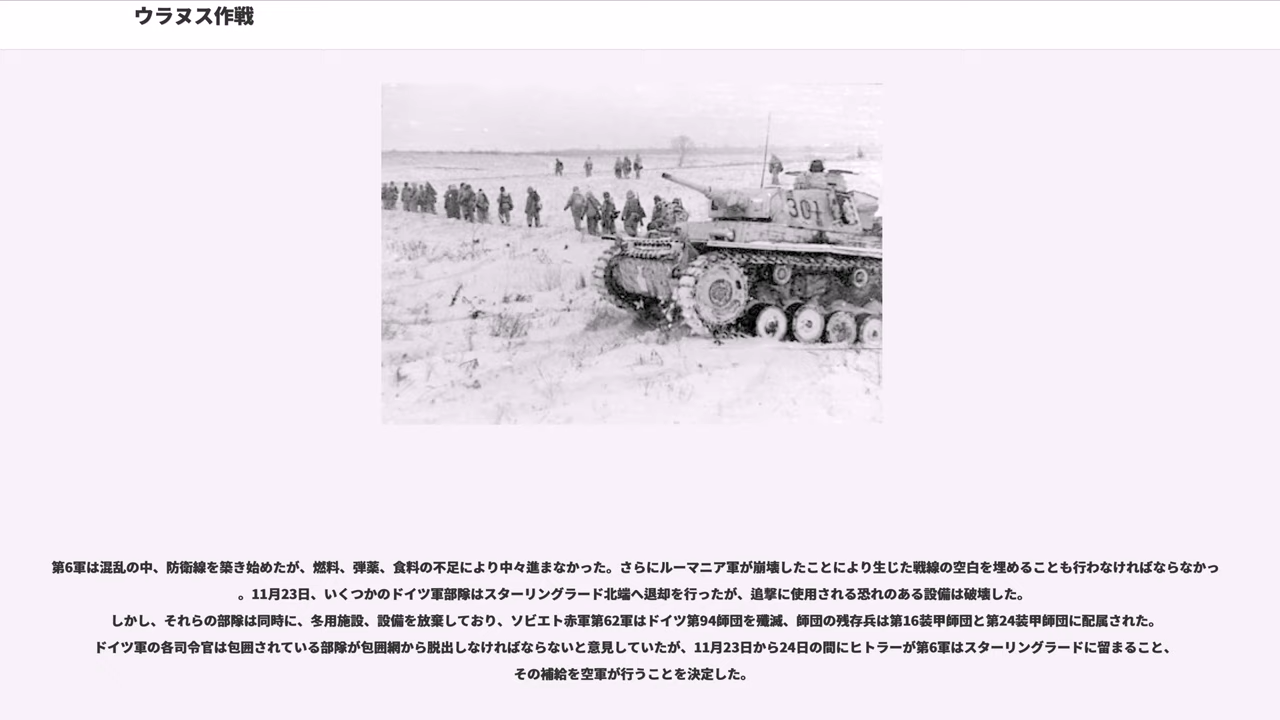 ウラヌス作戦
301
第6軍は混乱の中、防衛線を築き始めたが、燃料、弾薬、食料の不足により中々進まなかった。さらにルーマニア軍が崩壊したことにより生じた戦線の空白を埋めることも行わなければならなかっ
。11月23日、いくつかのドイツ軍部隊はスターリングラード北端へ退却を行ったが、追撃に使用される恐れのある設備は破壊した。
しかし、それらの部隊は同時に、冬用施設、設備を放棄しており、ソビエト赤軍第62軍はドイツ第94師団を殲滅、師団の残存兵は第16装甲師団と第24装甲師団に配属された。
ドイツ軍の各司令官は包囲されている部隊が包囲網から脱出しなければならないと意見していたが、11月23日から24日の間にヒトラーが第6軍はスターリングラードに留まること、
その補給を空軍が行うことを決定した。